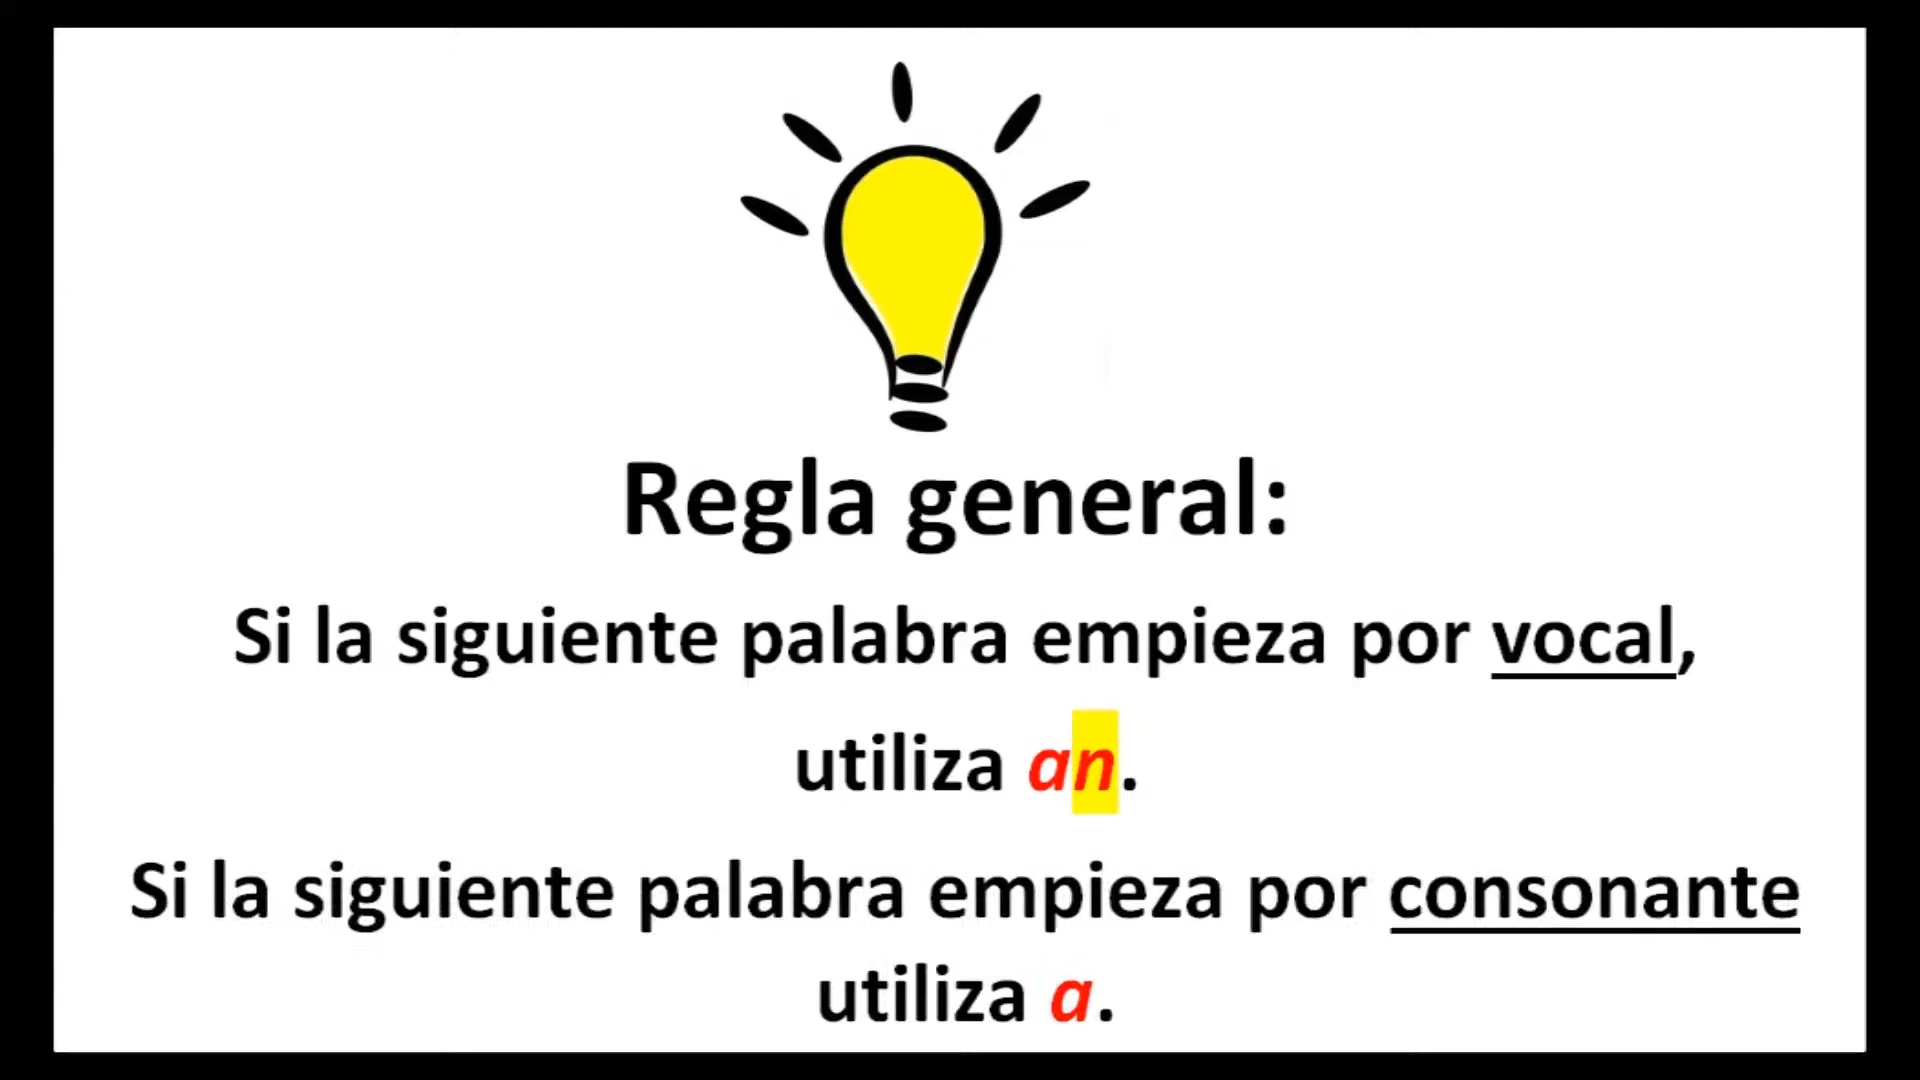 Regla general:
Si la siguiente palabra empieza por vocal,
utiliza an.
Si la siguiente palabra empieza por consonante
utiliza a.